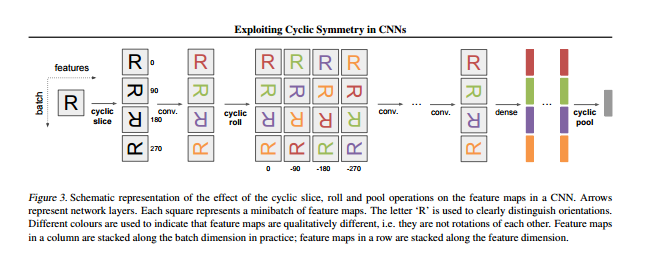 Exploiting Cyclic Symmetry in CNNs
features
batch
R
cyclic
slice
R 0
R 90
R 180
R 270
conv.
R
R
R
R
cyclic
roll
R R R R
R R R R
R R R R
R R R R
0 -90 -180 -270
conv.
...
conv.
R
R
R
R
dense
...
cyclic
pool
Figure 3. Schematic representation of the effect of the cyclic slice, roll and pool operations on the feature maps in a CNN. Arrows
represent network layers. Each square represents a minibatch of feature maps. The letter ‘R’ is used to clearly distinguish orientations.
Different colours are used to indicate that feature maps are qualitatively different, i.e. they are not rotations of each other. Feature maps
in a column are stacked along the batch dimension in practice; feature maps in a row are stacked along the feature dimension.